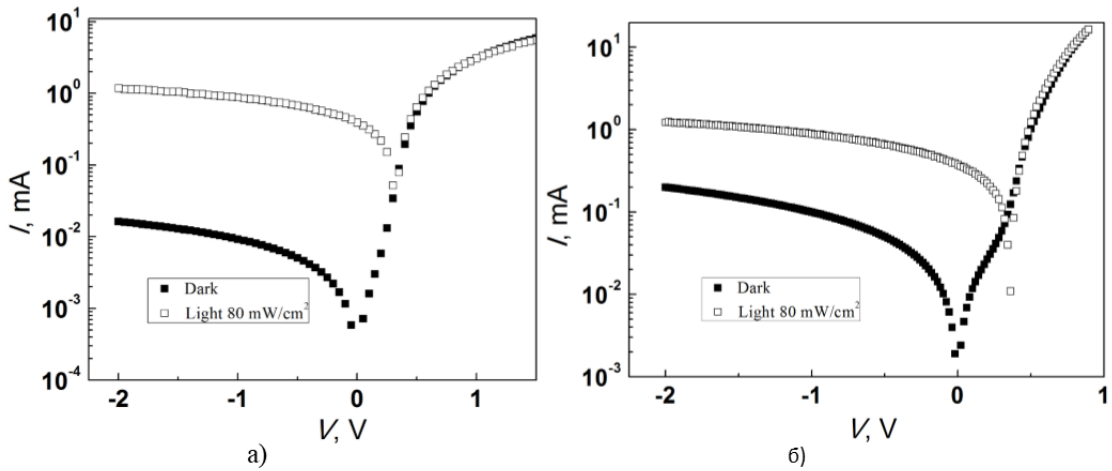 10¹
10⁰
10⁻¹
10⁻²
10⁻³
10⁻⁴
I, mA
Dark
Light 80 mW/cm²
-2
-1
0
1
V, V
а)
10¹
10⁰
10⁻¹
10⁻²
10⁻³
I, mA
Dark
Light 80 mW/cm²
-2
-1
0
1
V, V
б)